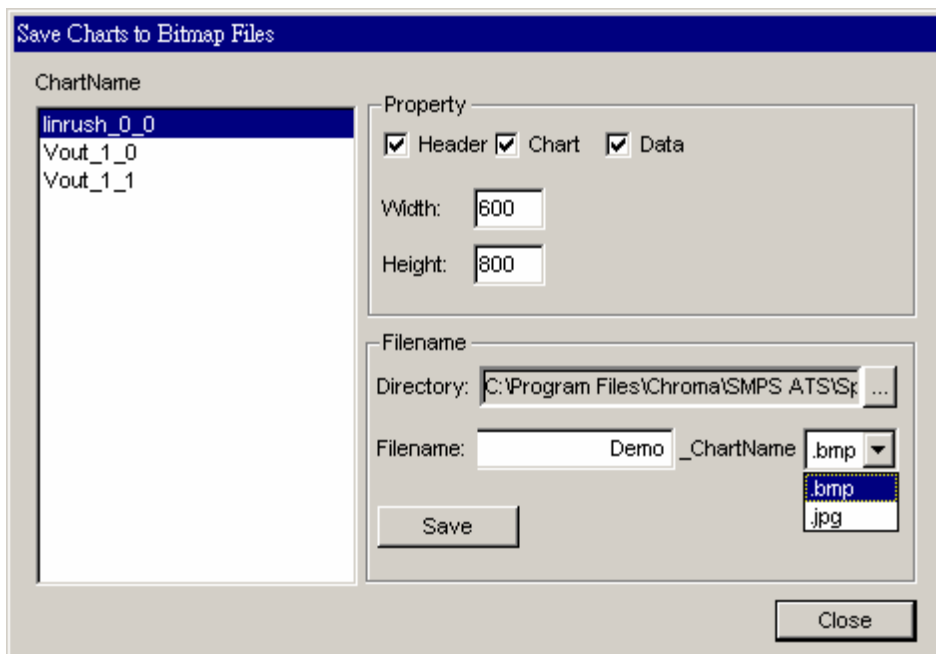 Save Charts to Bitmap Files
ChartName
Iinrush_0_0
Vout_1_0
Vout_1_1
Property
Header Chart Data
Width: 600
Height: 800
Filename
Directory: C:\Program Files\Chroma\SMPS ATS\Sp ...
Filename: Demo _ChartName .bmp
.bmp
.jpg
Save
Close